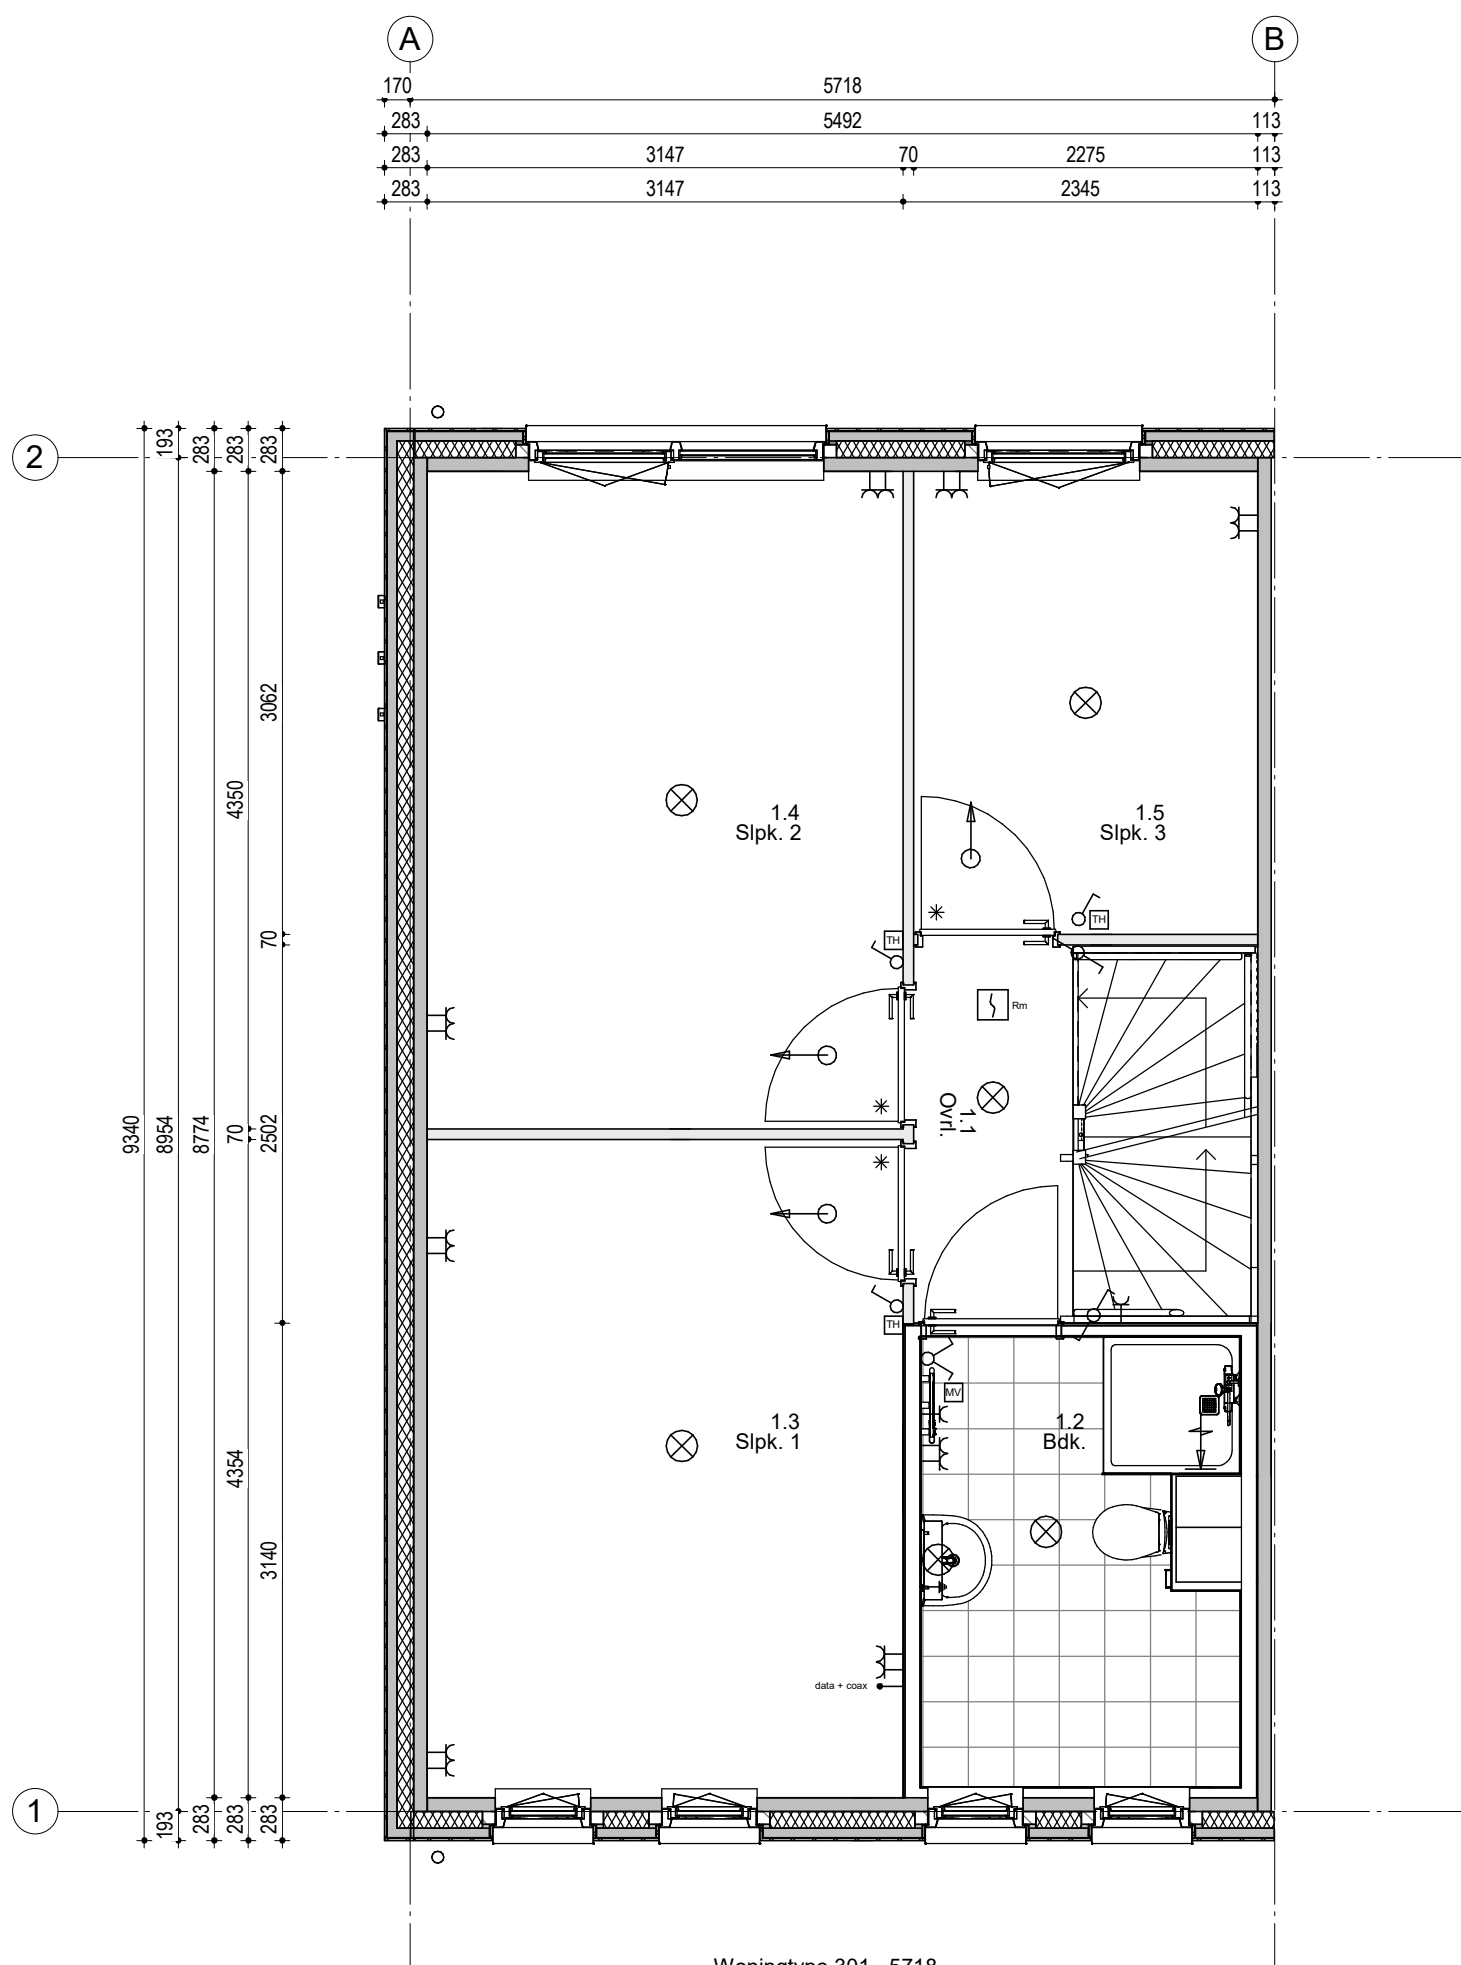 A B
170 5718
283 5492 113
283 3147 70 2275 113
283 3147 2345 113
2
193 283 283 283
3062
4350
1.4
Slpk. 2
1.5
Slpk. 3
TH
70
TH
Rm
9340 8954 8774 70 2502
1.1
Ovrl.
TH
MV
1.3
Slpk. 1
1.2
Bdk.
4354
3140
data + coax
1
193 283 283 283
Woningtype 301 - 5718